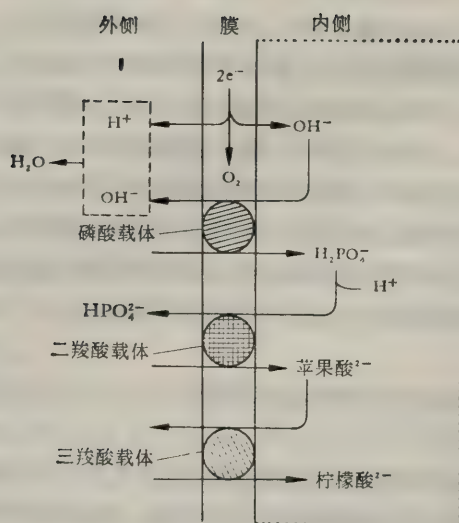 外侧 膜 内侧
2e⁻
H⁺ OH⁻
H₂O
O₂
OH⁻
磷酸载体
H₂PO₄⁻
H⁺
HPO₄²⁻
二羧酸载体
苹果酸²⁻
三羧酸载体
柠檬酸²⁻